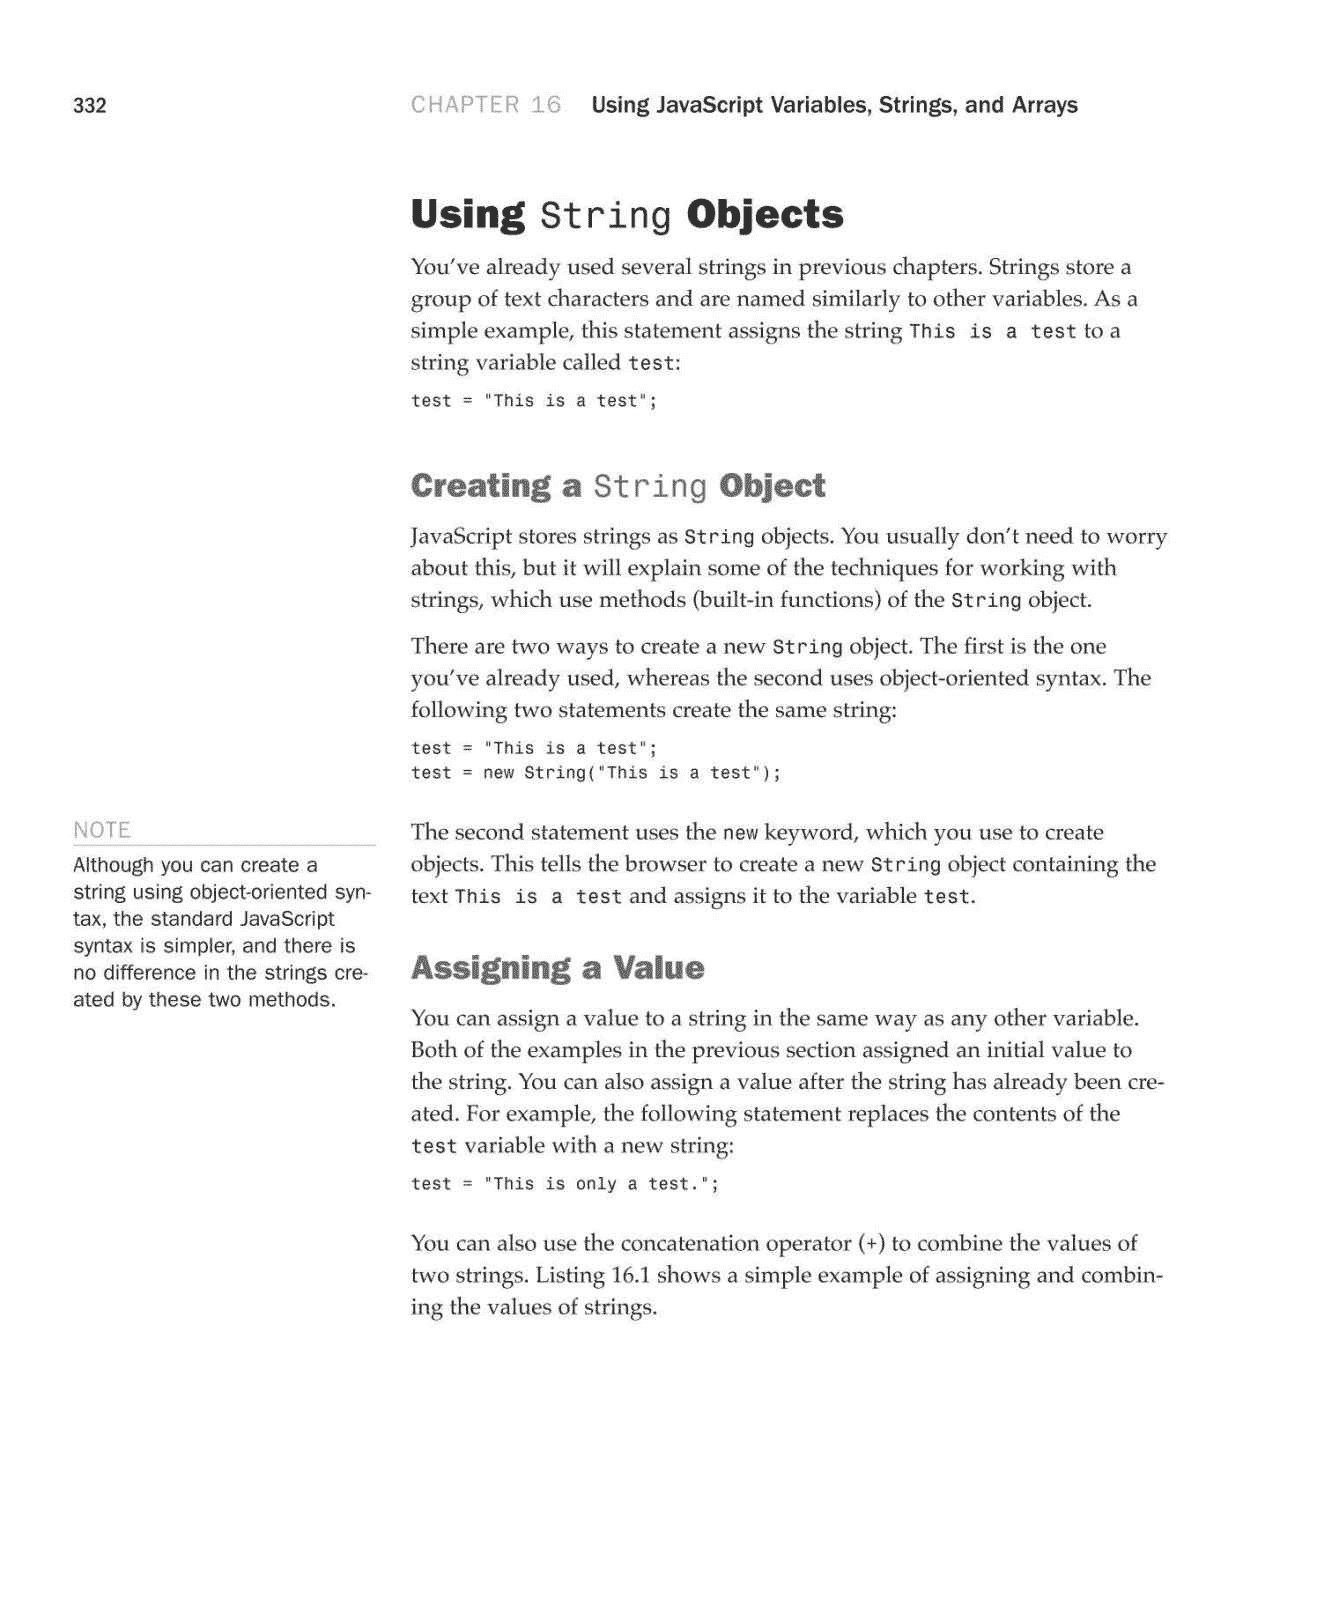 332
CHAPTER 16 Using JavaScript Variables, Strings, and Arrays
Using String Objects
You’ve already used several strings in previous chapters. Strings store a
group of text characters and are named similarly to other variables. As a
simple example, this statement assigns the string This is a test to a
string variable called test:
test = "This is a test";
Creating a String Object
JavaScript stores strings as String objects. You usually don’t need to worry
about this, but it will explain some of the techniques for working with
strings, which use methods (built-in functions) of the String object.
There are two ways to create a new String object. The first is the one
you’ve already used, whereas the second uses object-oriented syntax. The
following two statements create the same string:
test = "This is a test";
test = new String("This is a test");
NOTE
Although you can create a
string using object-oriented syn-
tax, the standard JavaScript
syntax is simpler, and there is
no difference in the strings cre-
ated by these two methods.
The second statement uses the new keyword, which you use to create
objects. This tells the browser to create a new String object containing the
text This is a test and assigns it to the variable test.
Assigning a Value
You can assign a value to a string in the same way as any other variable.
Both of the examples in the previous section assigned an initial value to
the string. You can also assign a value after the string has already been cre-
ated. For example, the following statement replaces the contents of the
test variable with a new string:
test = "This is only a test.";
You can also use the concatenation operator (+) to combine the values of
two strings. Listing 16.1 shows a simple example of assigning and combin-
ing the values of strings.